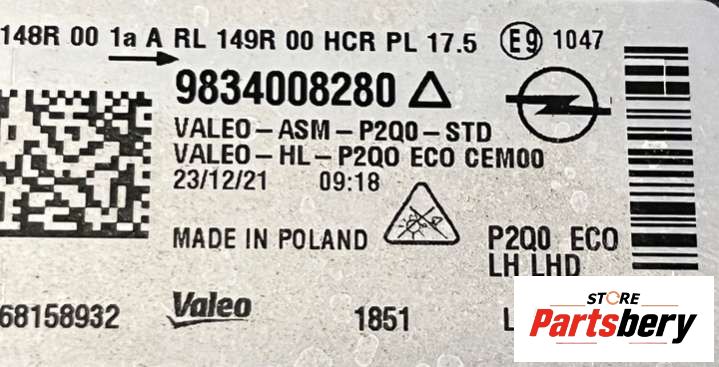 148R 00 1a A RL 149R 00 HCR PL 17.5 E9 1047
9834008280
VALEO-ASM-P2Q0-STD
VALEO-HL-P2Q0 ECO CEM00
23/12/21 09:18
MADE IN POLAND
P2Q0 ECO
LH LHD
68158932 Valeo 1851 L
STORE
Partsbery